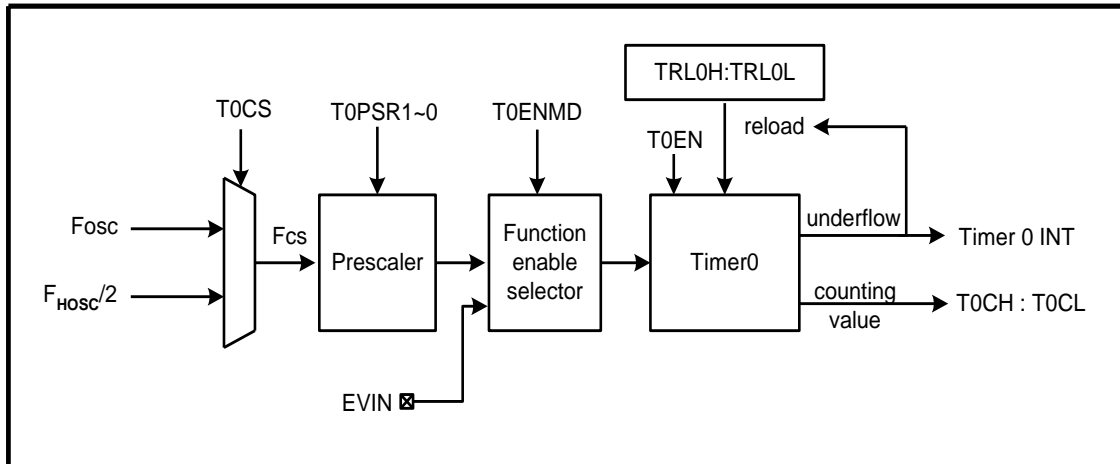 TRL0H:TRL0L
T0CS
T0PSR1~0
T0ENMD
T0EN
reload
Fosc
Fcs
Prescaler
Function
enable
selector
Timer0
underflow
Timer 0 INT
FHOSC/2
counting
value
T0CH : T0CL
EVIN